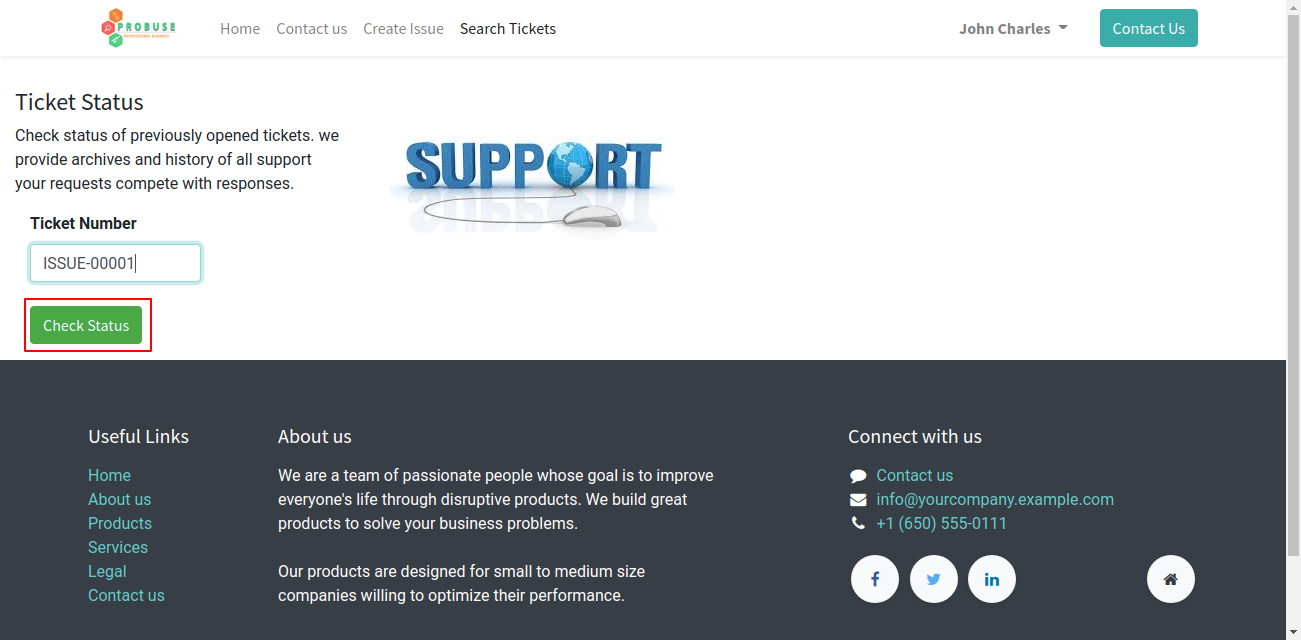 PROBUSE
PROFESSIONAL BUSINESS
Home
Contact us
Create Issue
Search Tickets
John Charles
Contact Us
Ticket Status
Check status of previously opened tickets. we
provide archives and history of all support
your requests compete with responses.
SUPPORT
Ticket Number
ISSUE-00001
Check Status
Useful Links
Home
About us
Products
Services
Legal
Contact us
About us
We are a team of passionate people whose goal is to improve
everyone's life through disruptive products. We build great
products to solve your business problems.
Our products are designed for small to medium size
companies willing to optimize their performance.
Connect with us
Contact us
info@yourcompany.example.com
+1 (650) 555-0111